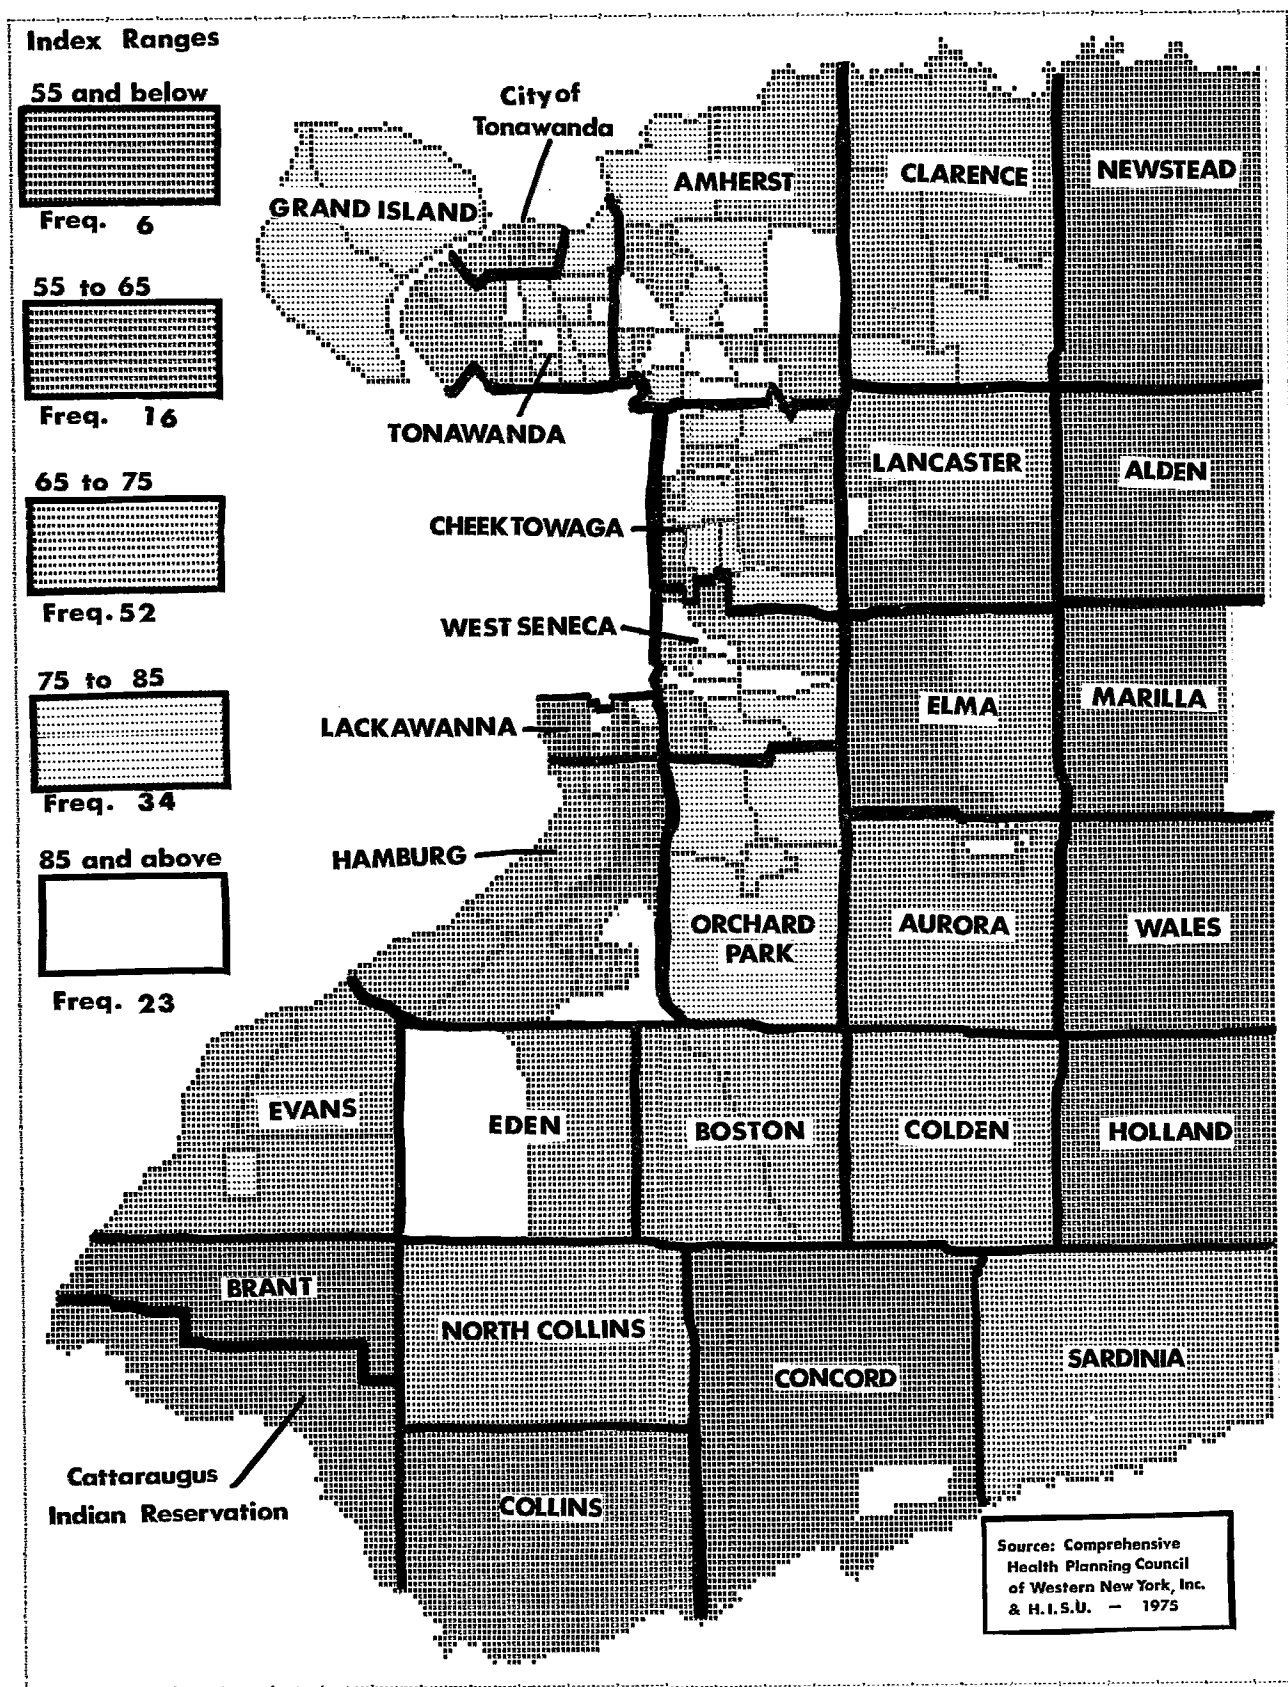 Index Ranges
55 and below
Freq. 6
55 to 65
Freq. 16
65 to 75
Freq. 52
75 to 85
Freq. 34
85 and above
Freq. 23
City of
Tonawanda
GRAND ISLAND
AMHERST
CLARENCE
NEWSTEAD
TONAWANDA
LANCASTER
ALDEN
CHEEKTOWAGA
WEST SENECA
LACKAWANNA
ELMA
MARILLA
HAMBURG
ORCHARD
PARK
AURORA
WALES
EVANS
EDEN
BOSTON
COLDEN
HOLLAND
BRANT
NORTH COLLINS
CONCORD
SARDINIA
Cattaraugus
Indian Reservation
COLLINS
Source: Comprehensive
Health Planning Council
of Western New York, Inc.
& H.I.S.U. — 1975